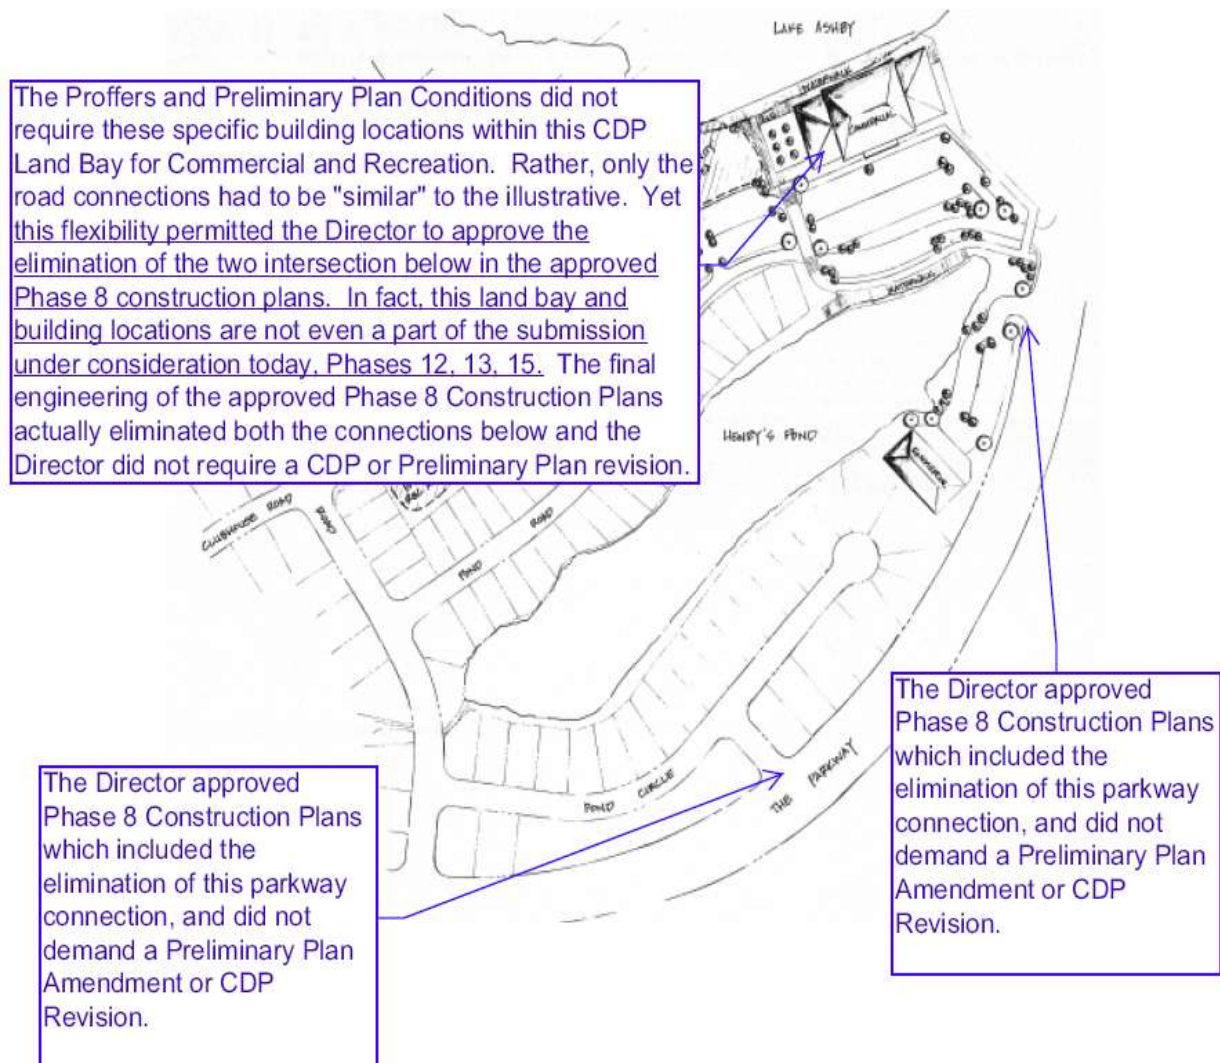 LAKE ASHBY
The Proffers and Preliminary Plan Conditions did not
require these specific building locations within this CDP
Land Bay for Commercial and Recreation. Rather, only the
road connections had to be "similar" to the illustrative. Yet
this flexibility permitted the Director to approve the
elimination of the two intersection below in the approved
Phase 8 construction plans. In fact, this land bay and
building locations are not even a part of the submission
under consideration today, Phases 12, 13, 15. The final
engineering of the approved Phase 8 Construction Plans
actually eliminated both the connections below and the
Director did not require a CDP or Preliminary Plan revision.
COMMERCIAL
HENRY'S POND
CLUBHOUSE ROAD
ROAD
POND ROAD
POND CIRCLE
THE PARKWAY
The Director approved
Phase 8 Construction Plans
which included the
elimination of this parkway
connection, and did not
demand a Preliminary Plan
Amendment or CDP
Revision.
The Director approved
Phase 8 Construction Plans
which included the
elimination of this parkway
connection, and did not
demand a Preliminary Plan
Amendment or CDP
Revision.